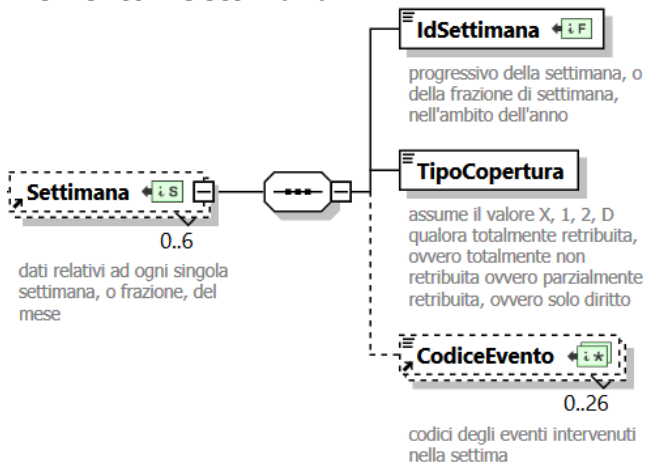 IdSettimana
i F
progressivo della settimana, o
della frazione di settimana,
nell'ambito dell'anno
Settimana
i S
0..6
dati relativi ad ogni singola
settimana, o frazione, del
mese
TipoCopertura
assume il valore X, 1, 2, D
qualora totalmente retribuita,
ovvero totalmente non
retribuita ovvero parzialmente
retribuita, ovvero solo diritto
CodiceEvento
i *
0..26
codici degli eventi intervenuti
nella settima